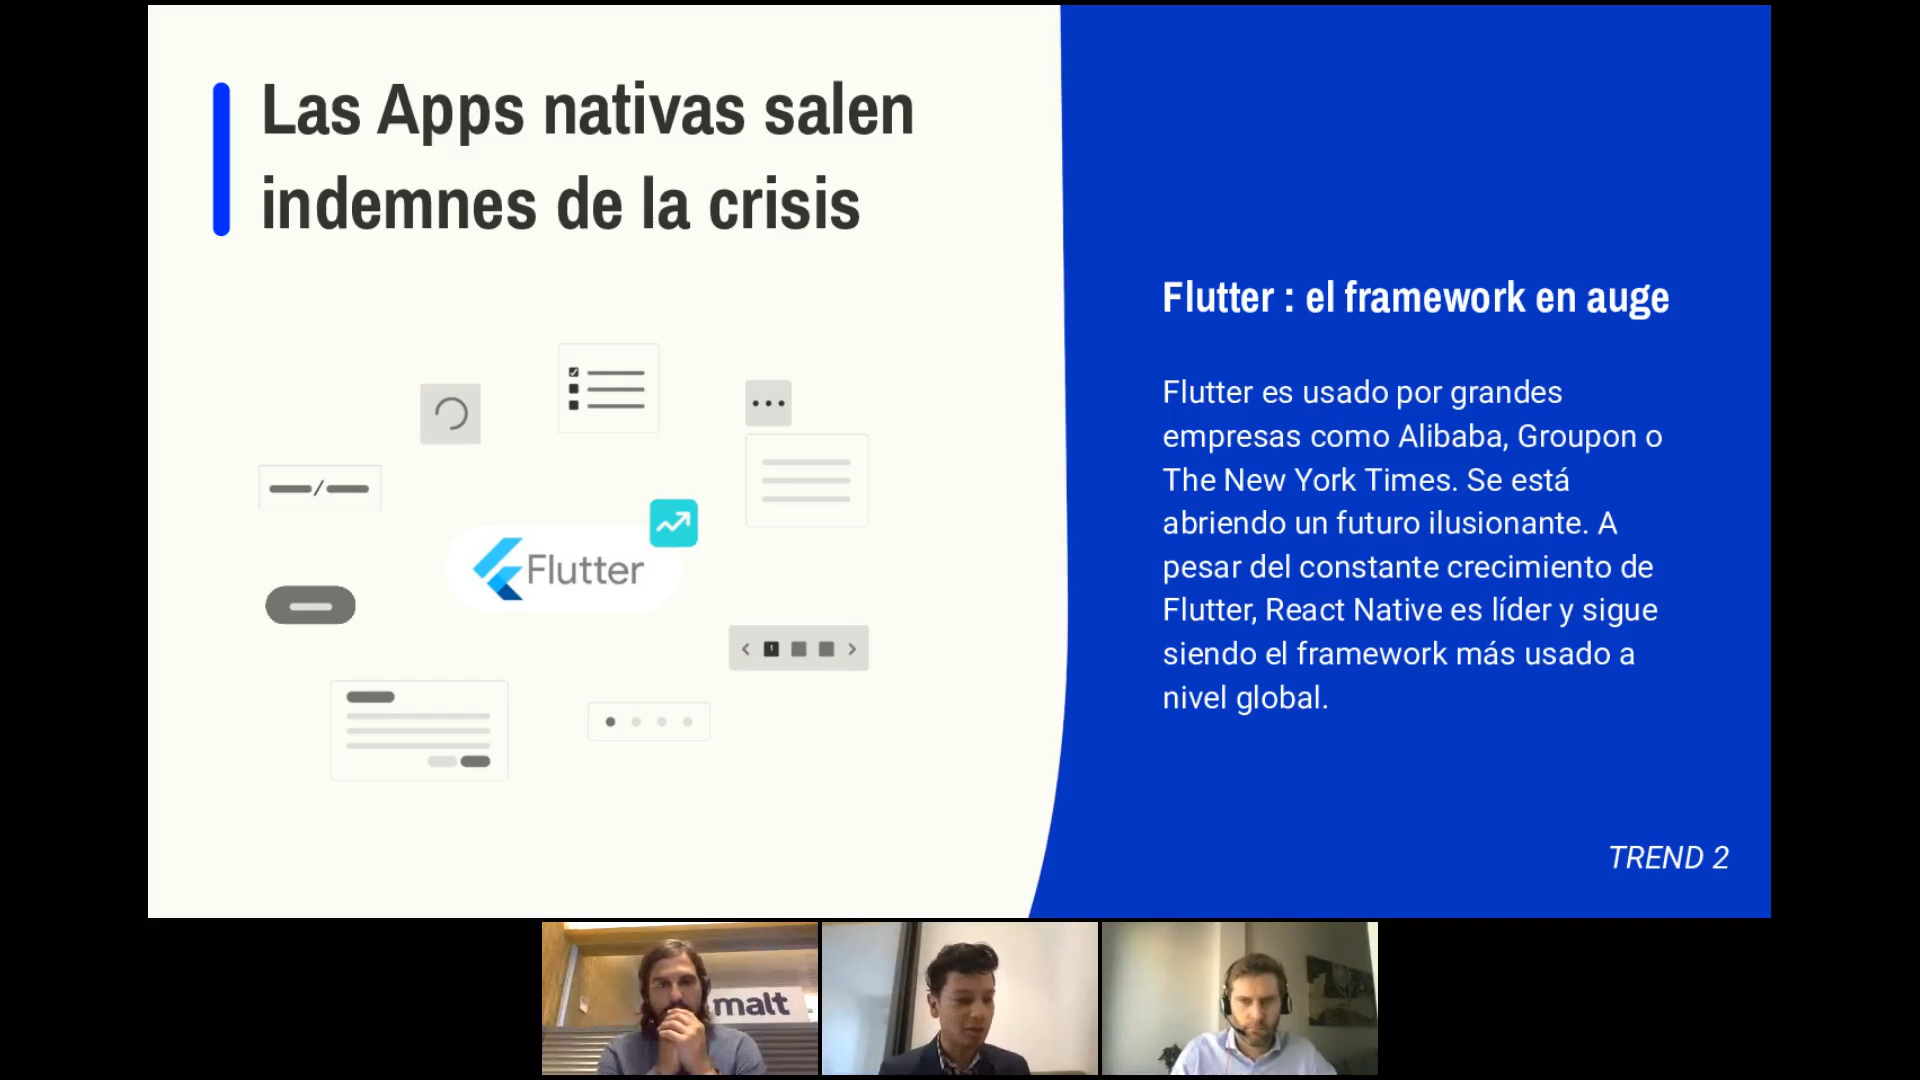 Las Apps nativas salen
indemnes de la crisis
Flutter
1
Flutter : el framework en auge
Flutter es usado por grandes
empresas como Alibaba, Groupon o
The New York Times. Se está
abriendo un futuro ilusionante. A
pesar del constante crecimiento de
Flutter, React Native es líder y sigue
siendo el framework más usado a
nivel global.
TREND 2
malt